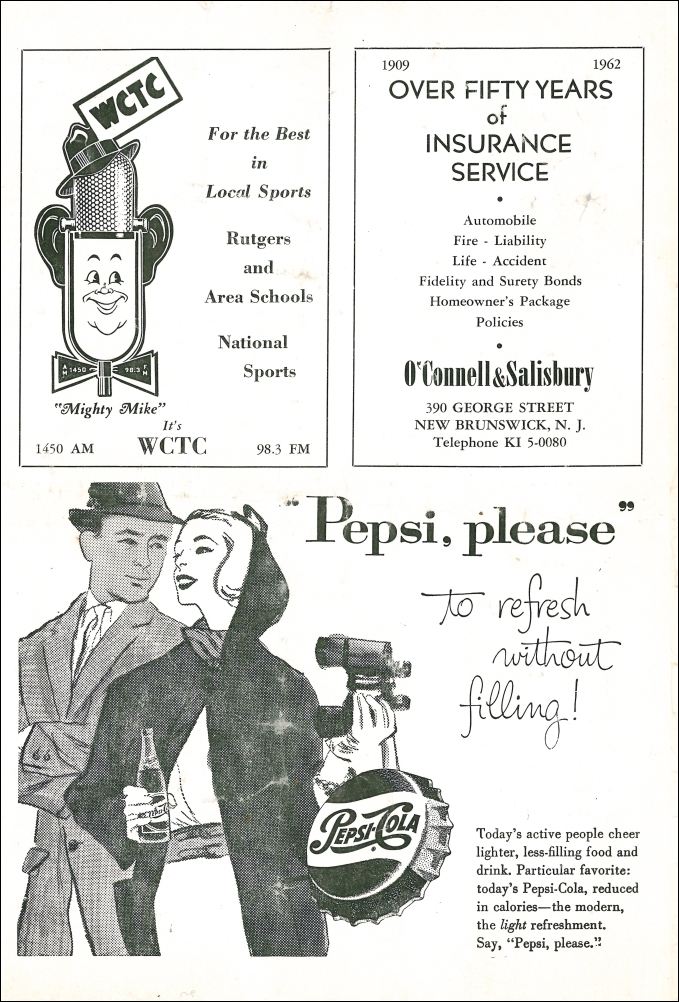 WCTC
For the Best
in
Local Sports
Rutgers
and
Area Schools
National
Sports
AM 1450 98.3 FM
"Mighty Mike"
It's
1450 AM WCTC 98.3 FM
1909 1962
OVER FIFTY YEARS
of
INSURANCE
SERVICE
•
Automobile
Fire - Liability
Life - Accident
Fidelity and Surety Bonds
Homeowner's Package
Policies
•
O'Connell & Salisbury
390 GEORGE STREET
NEW BRUNSWICK, N. J.
Telephone KI 5-0080
"Pepsi, please"
to refresh
without
filling!
PEPSI-COLA
Today's active people cheer
lighter, less-filling food and
drink. Particular favorite:
today's Pepsi-Cola, reduced
in calories—the modern,
the light refreshment.
Say, "Pepsi, please."